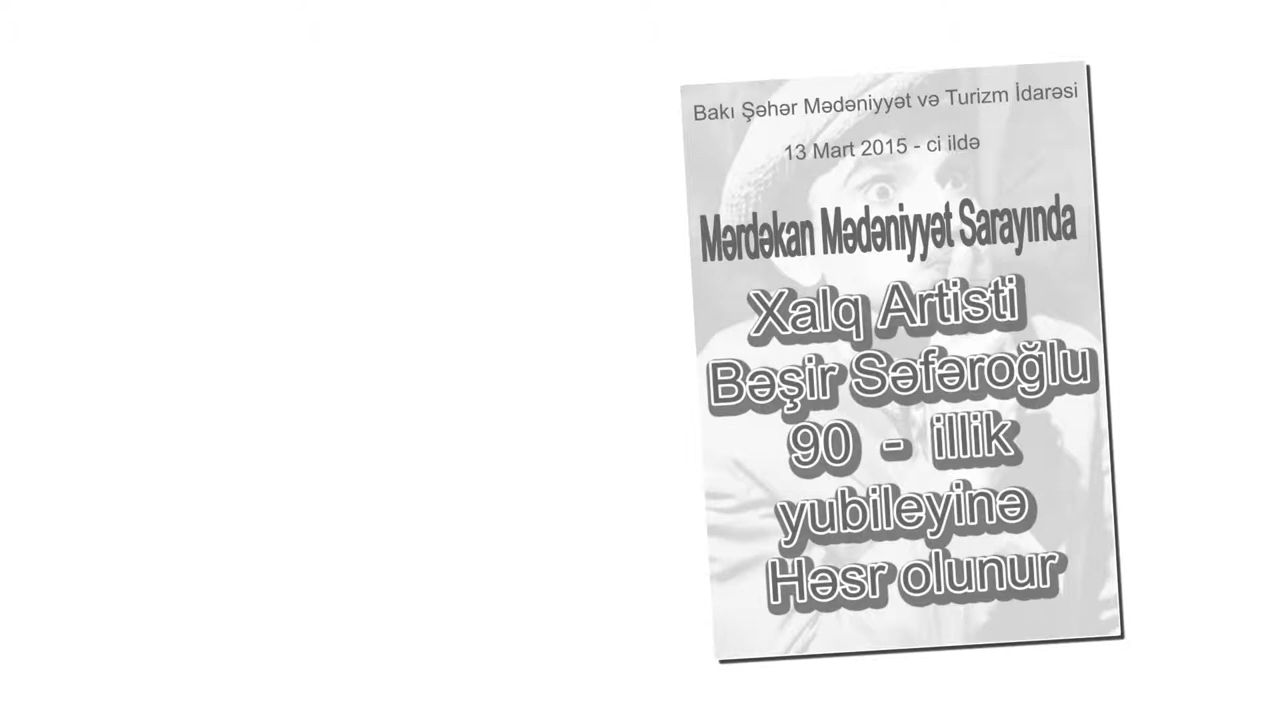 Bakı Şəhər Mədəniyyət və Turizm İdarəsi
13 Mart 2015 - ci ildə
Mərdəkan Mədəniyyət Sarayında
Xalq Artisti
Bəşir Səfəroğlu
90 - illik
yubileyinə
Həsr olunur